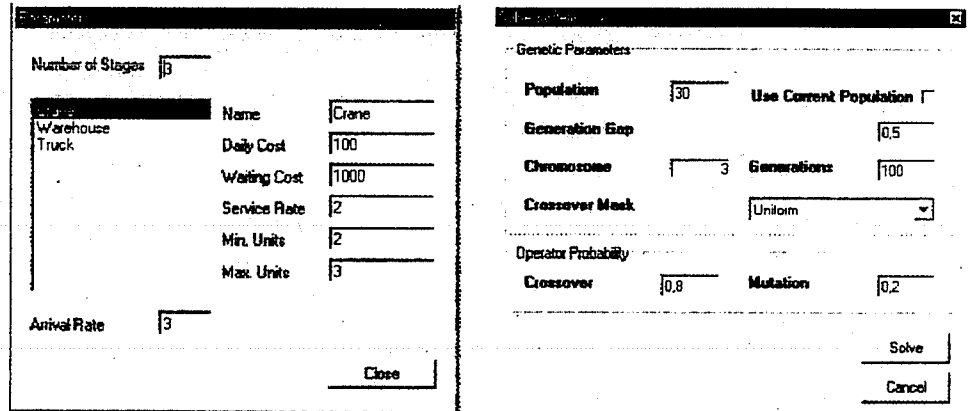 Parameters
Number of Stages 3
Warehouse
Truck
Name Crane
Daily Cost 100
Waiting Cost 1000
Service Rate 2
Min. Units 2
Max. Units 3
Arrival Rate 3
Close
Genetic Parameters
Population 30 Use Current Population
Generation Gap 0,5
Chromosome 3 Generations 100
Crossover Mask Uniform
Operator Probability
Crossover 0,8 Mutation 0,2
Solve
Cancel